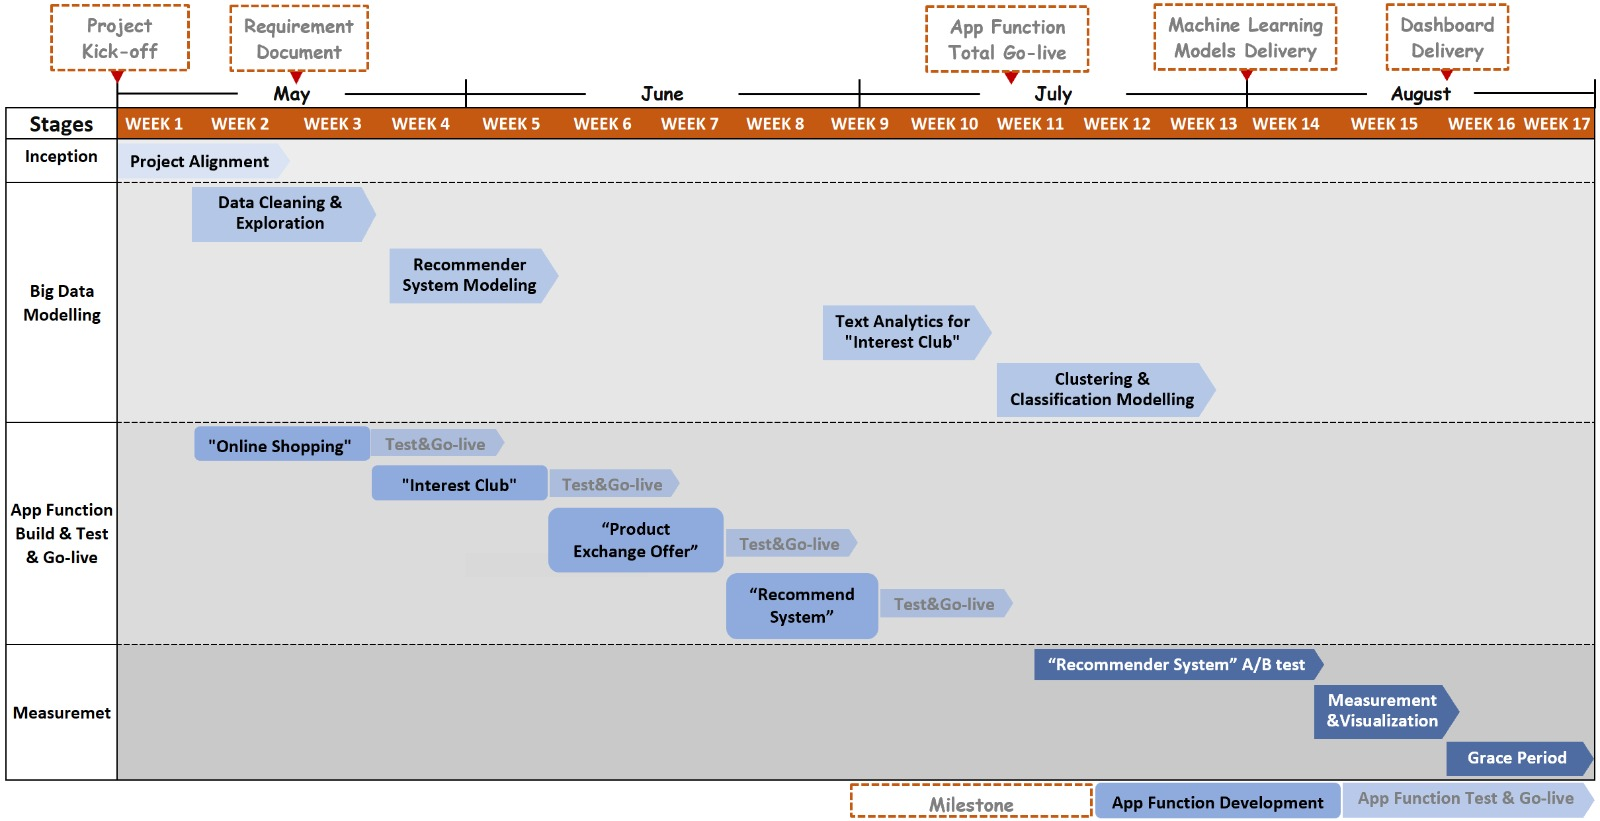 Project
Kick-off
Requirement
Document
App Function
Total Go-live
Machine Learning
Models Delivery
Dashboard
Delivery
May
June
July
August
Stages
WEEK 1
WEEK 2
WEEK 3
WEEK 4
WEEK 5
WEEK 6
WEEK 7
WEEK 8
WEEK 9
WEEK 10
WEEK 11
WEEK 12
WEEK 13
WEEK 14
WEEK 15
WEEK 16
WEEK 17
Inception
Project Alignment
Big Data
Modelling
Data Cleaning &
Exploration
Recommender
System Modeling
Text Analytics for
"Interest Club"
Clustering &
Classification Modelling
App Function
Build & Test
& Go-live
"Online Shopping"
Test&Go-live
"Interest Club"
Test&Go-live
“Product
Exchange Offer”
Test&Go-live
“Recommend
System”
Test&Go-live
Measuremet
“Recommender System” A/B test
Measurement
&Visualization
Grace Period
Milestone
App Function Development
App Function Test & Go-live